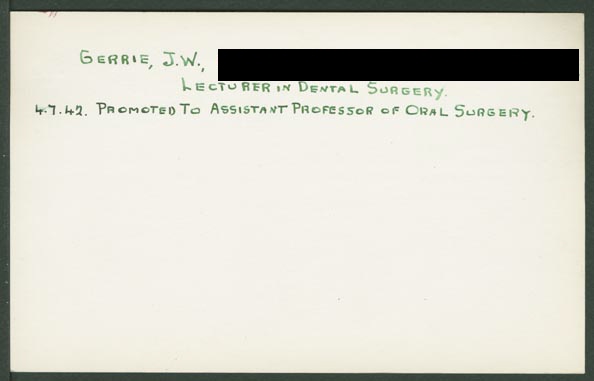 GERRIE, J.W.,
LECTURER IN DENTAL SURGERY.
4.7.42. PROMOTED TO ASSISTANT PROFESSOR OF ORAL SURGERY.